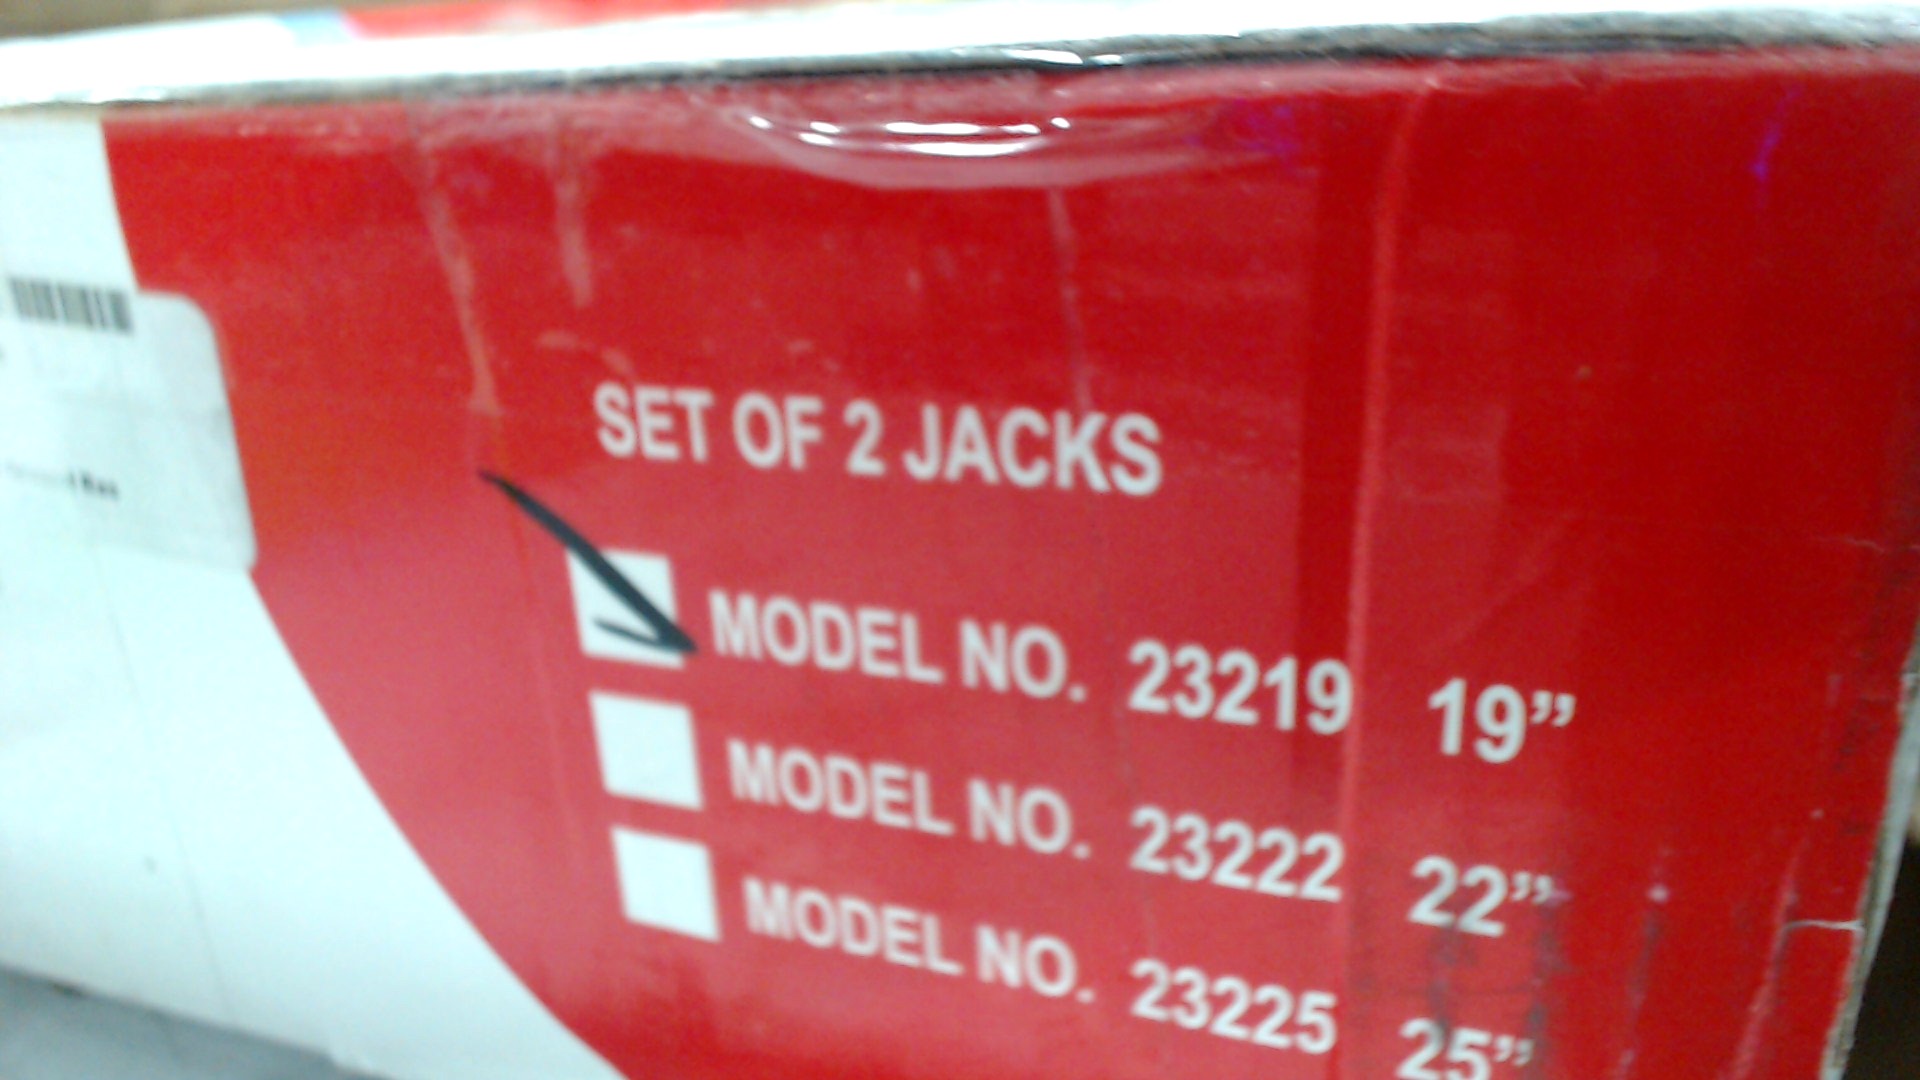 SET OF 2 JACKS
MODEL NO. 23219 19”
MODEL NO. 23222 22”
MODEL NO. 23225 25”